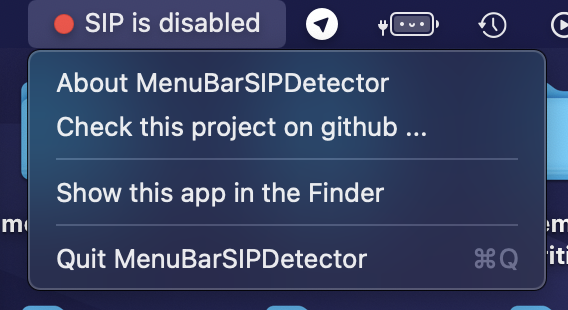 SIP is disabled
About MenuBarSIPDetector
Check this project on github ...
Show this app in the Finder
Quit MenuBarSIPDetector ⌘Q